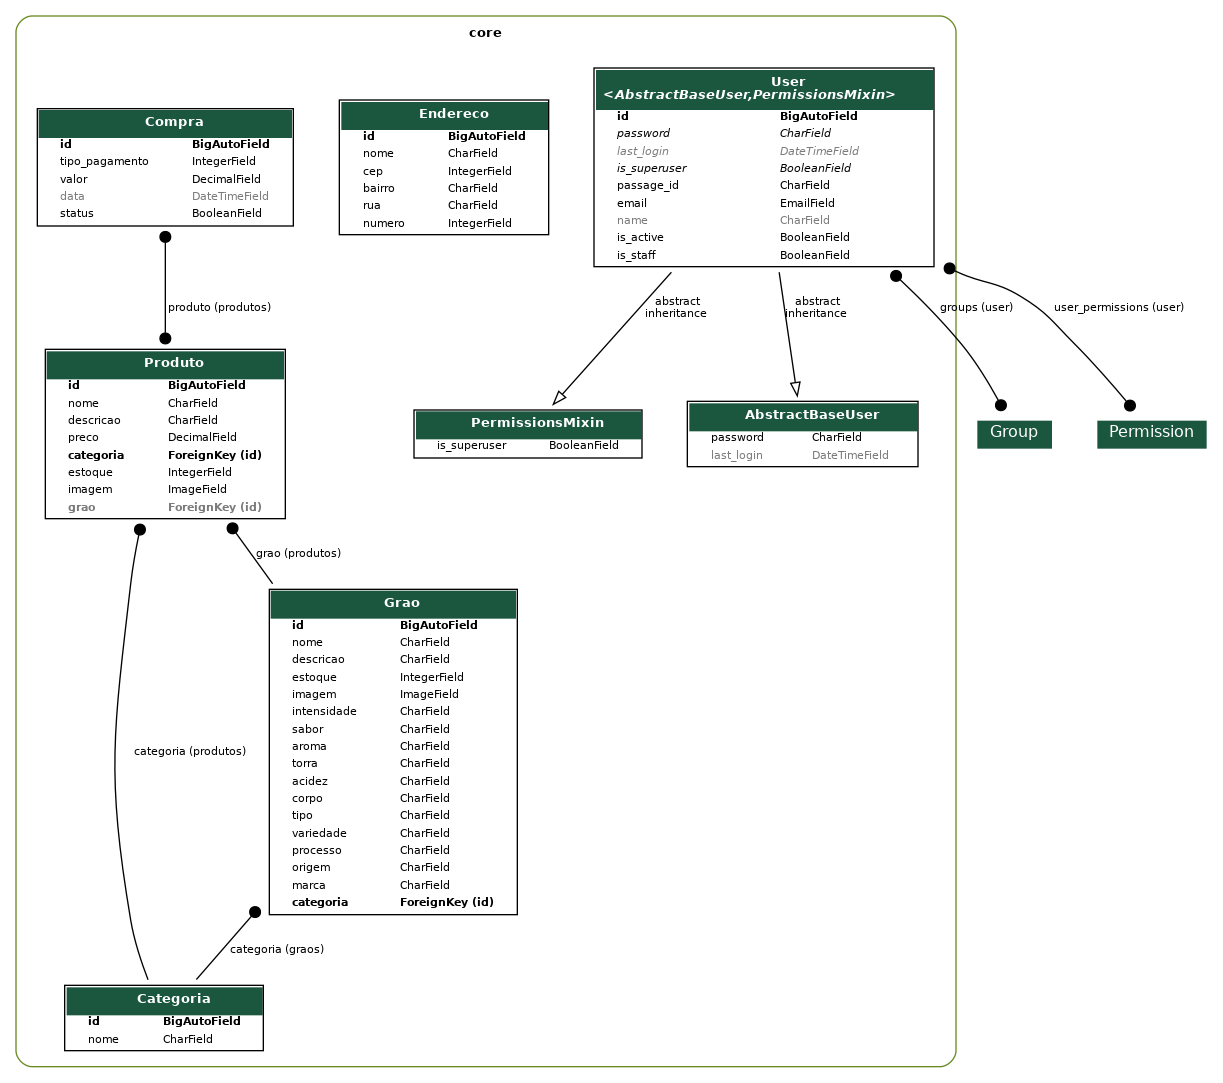 core
Compra
id BigAutoField
tipo_pagamento IntegerField
valor DecimalField
data DateTimeField
status BooleanField
Endereco
id BigAutoField
nome CharField
cep IntegerField
bairro CharField
rua CharField
numero IntegerField
User
<AbstractBaseUser,PermissionsMixin>
id BigAutoField
password CharField
last_login DateTimeField
is_superuser BooleanField
passage_id CharField
email EmailField
name CharField
is_active BooleanField
is_staff BooleanField
produto (produtos)
abstract
inheritance
abstract
inheritance
groups (user)
user_permissions (user)
Produto
id BigAutoField
nome CharField
descricao CharField
preco DecimalField
categoria ForeignKey (id)
estoque IntegerField
imagem ImageField
grao ForeignKey (id)
PermissionsMixin
is_superuser BooleanField
AbstractBaseUser
password CharField
last_login DateTimeField
Group
Permission
grao (produtos)
Grao
id BigAutoField
nome CharField
descricao CharField
estoque IntegerField
imagem ImageField
intensidade CharField
sabor CharField
aroma CharField
torra CharField
acidez CharField
corpo CharField
tipo CharField
variedade CharField
processo CharField
origem CharField
marca CharField
categoria ForeignKey (id)
categoria (produtos)
categoria (graos)
Categoria
id BigAutoField
nome CharField